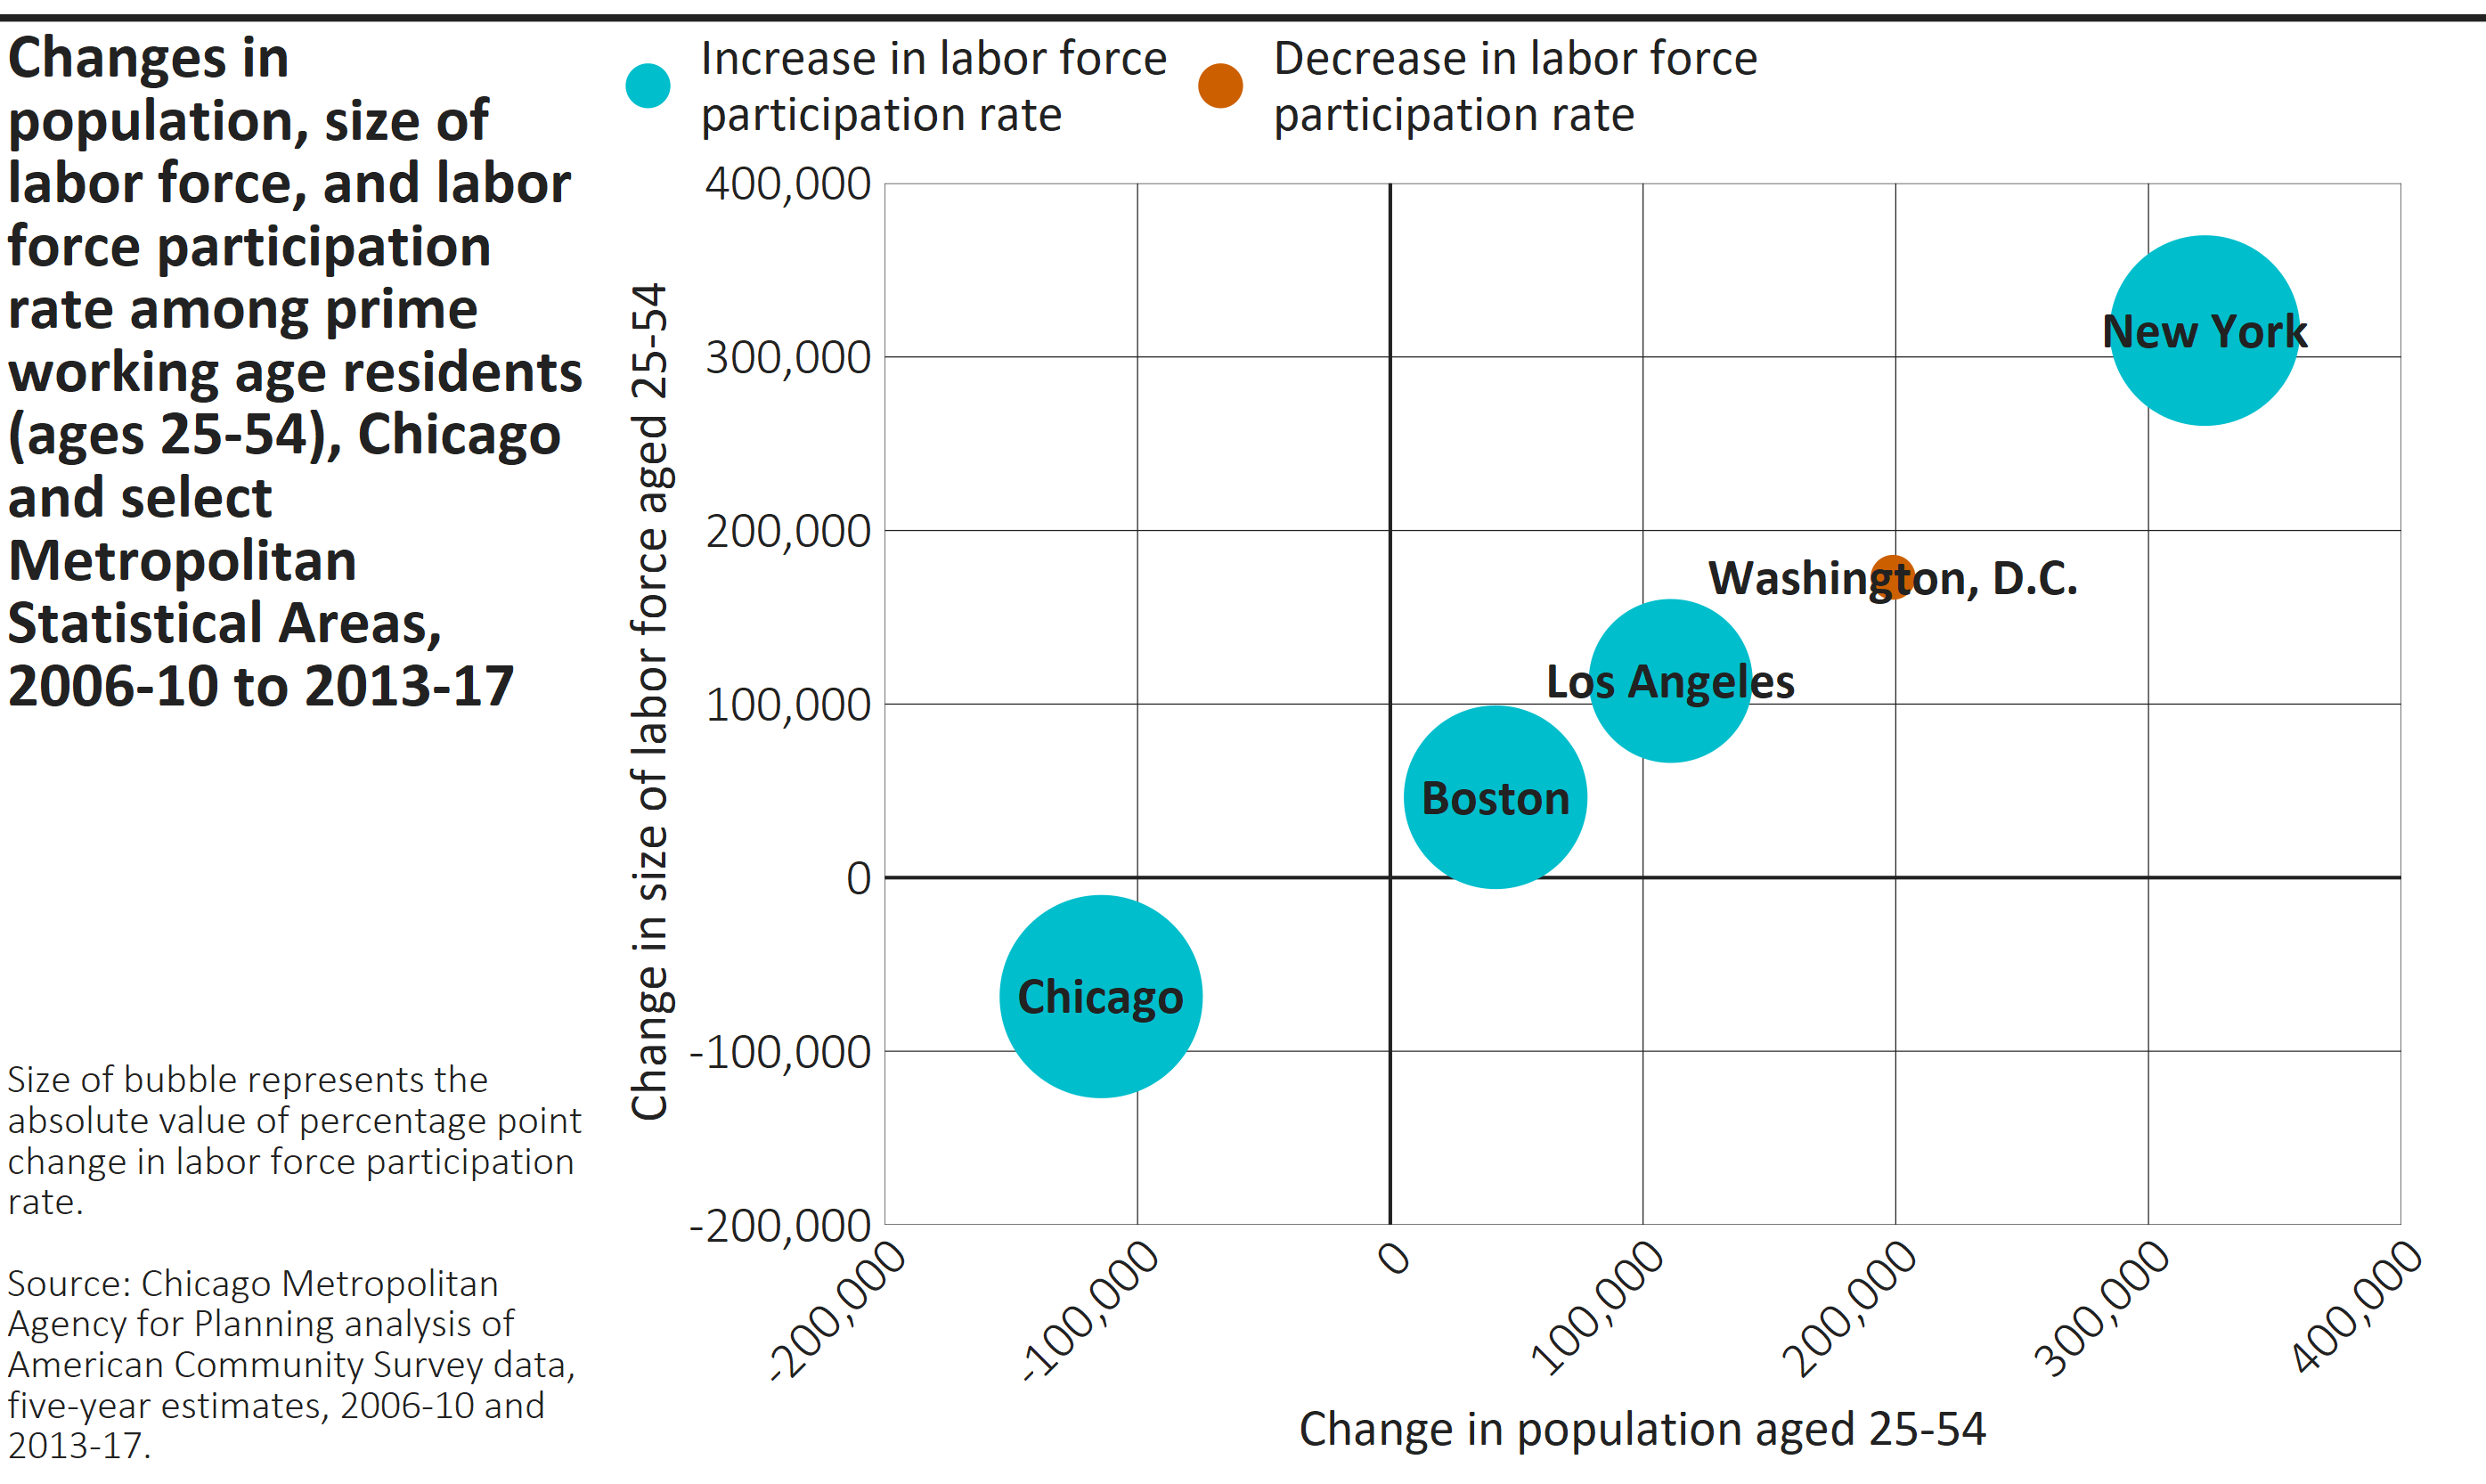 Changes in
population, size of
labor force, and labor
force participation
rate among prime
working age residents
(ages 25-54), Chicago
and select
Metropolitan
Statistical Areas,
2006-10 to 2013-17
Size of bubble represents the
absolute value of percentage point
change in labor force participation
rate.
Source: Chicago Metropolitan
Agency for Planning analysis of
American Community Survey data,
five-year estimates, 2006-10 and
2013-17.
Increase in labor force
participation rate
Decrease in labor force
participation rate
Change in size of labor force aged 25-54
400,000
300,000
200,000
100,000
0
-100,000
-200,000
New York
Washington, D.C.
Los Angeles
Boston
Chicago
-200,000
-100,000
0
100,000
200,000
300,000
400,000
Change in population aged 25-54